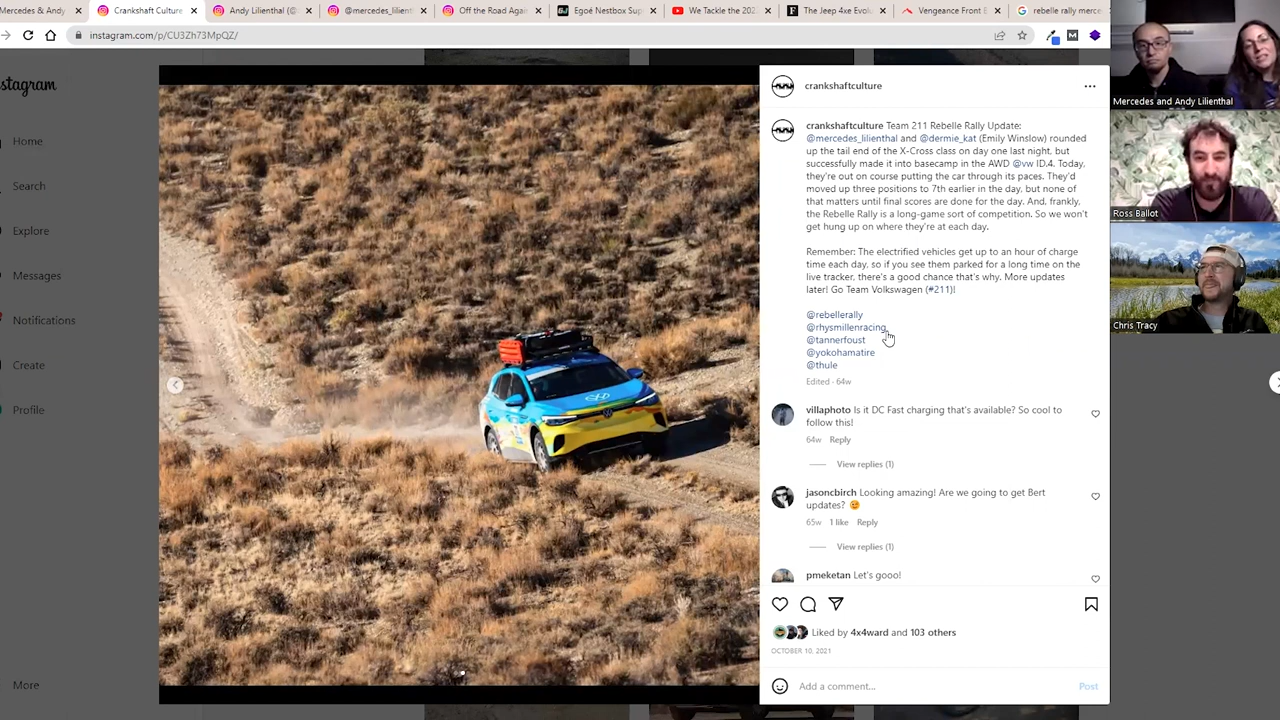 Mercedes & Andy
Crankshaft Culture
Andy Lilienthal (@
@mercedes_lilient
Off the Road Again
Egoé Nestbox Sup
We Tackle the 202
The Jeep 4xe Evolu
Vengeance Front B
rebelle rally merc
instagram.com/p/CU3Zh73MpQZ/
Home
Search
Explore
Messages
Notifications
Create
Profile
More
crankshaftculture
crankshaftculture Team 211 Rebelle Rally Update:
@mercedes_lilienthal and @dermie_kat (Emily Winslow) rounded
up the tail end of the X-Cross class on day one last night, but
successfully made it into basecamp in the AWD @vw ID.4. Today,
they're out on course putting the car through its paces. They'd
moved up three positions to 7th earlier in the day, but none of
that matters until final scores are done for the day. And, frankly,
the Rebelle Rally is a long-game sort of competition. So we won't
get hung up on where they're at each day.
Remember: The electrified vehicles get up to an hour of charge
time each day, so if you see them parked for a long time on the
live tracker, there's a good chance that's why. More updates
later! Go Team Volkswagen (#211)!
@rebellerally
@rhysmillenracing
@tannerfoust
@yokohamatire
@thule
Edited · 64w
villaphoto Is it DC Fast charging that's available? So cool to
follow this!
64w Reply
View replies (1)
jasoncbirch Looking amazing! Are we going to get Bert
updates? 😉
65w 1 like Reply
View replies (1)
pmeketan Let's gooo!
Liked by 4x4ward and 103 others
OCTOBER 10, 2021
Add a comment...
Post
Mercedes and Andy Lilienthal
Ross Ballot
Chris Tracy